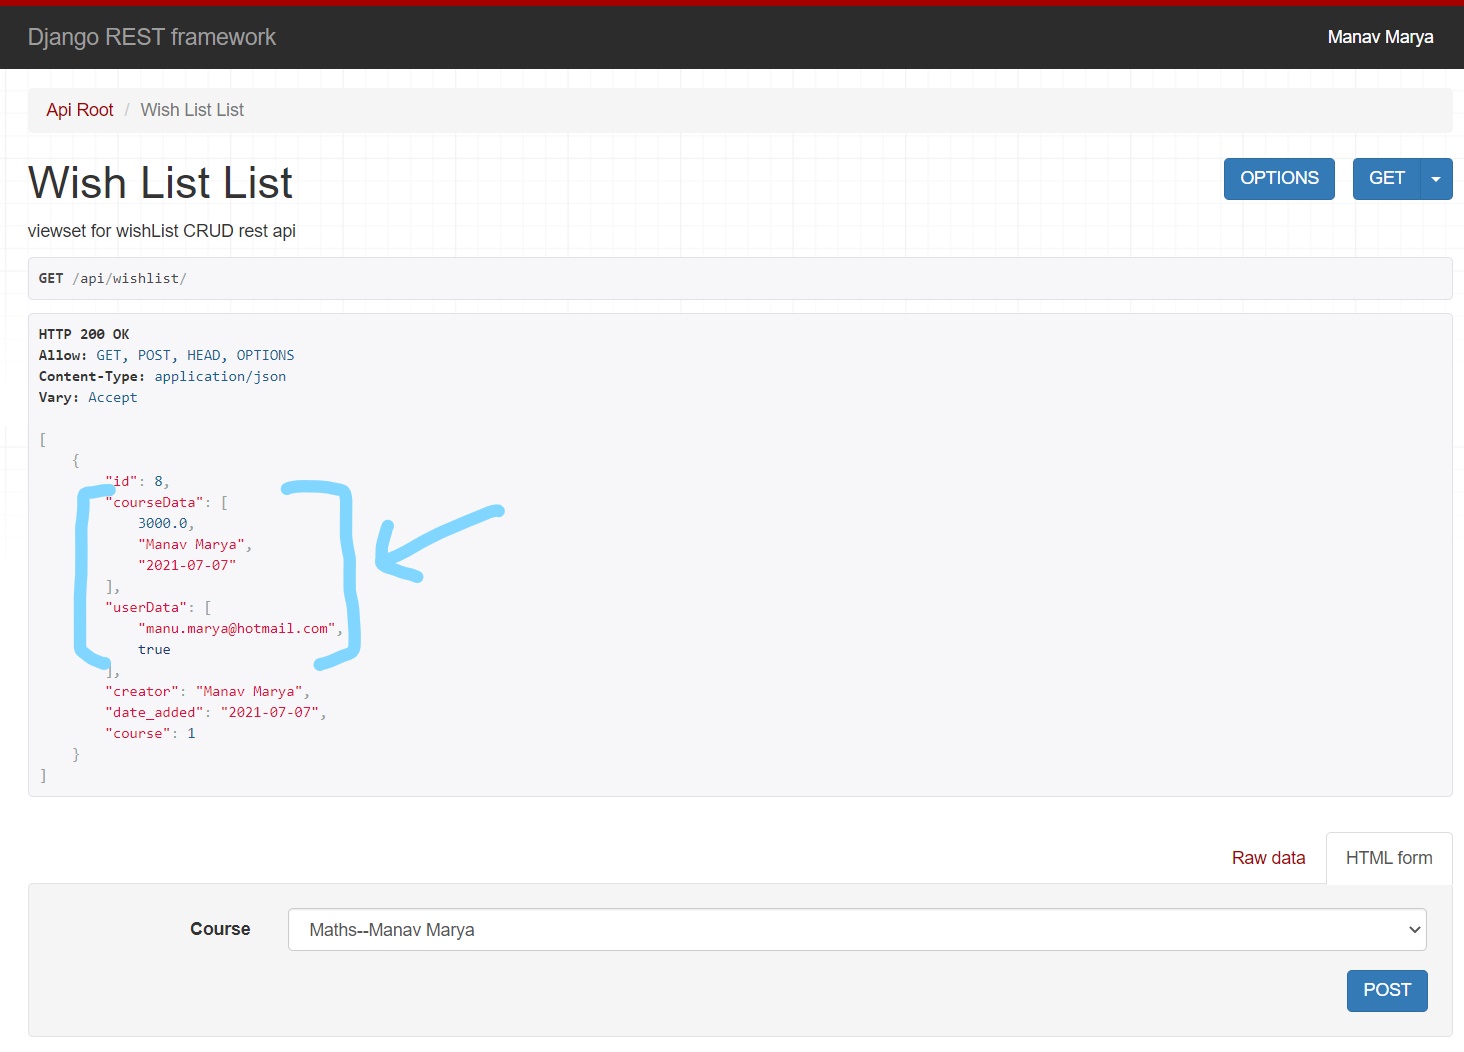 Django REST framework
Manav Marya
Api Root / Wish List List
Wish List List
OPTIONS
GET
viewset for wishList CRUD rest api
GET /api/wishlist/
HTTP 200 OK
Allow: GET, POST, HEAD, OPTIONS
Content-Type: application/json
Vary: Accept
[
    {
        "id": 8,
        "courseData": [
            3000.0,
            "Manav Marya",
            "2021-07-07"
        ],
        "userData": [
            "manu.marya@hotmail.com",
            true
        ],
        "creator": "Manav Marya",
        "date_added": "2021-07-07",
        "course": 1
    }
]
Raw data
HTML form
Course
Maths--Manav Marya
POST